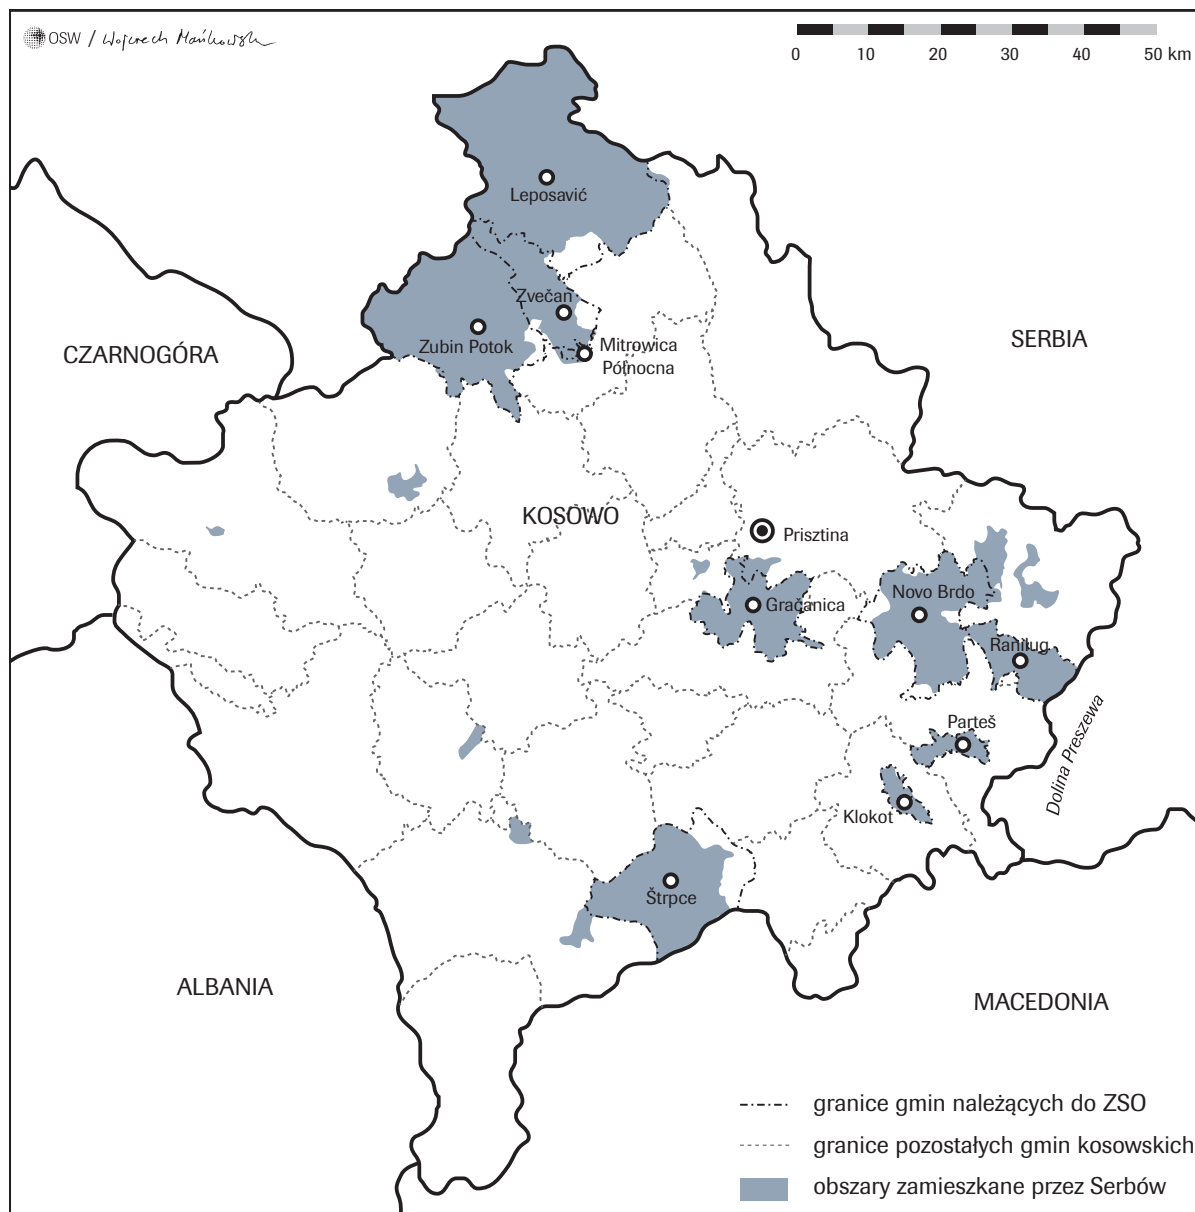 OSW / Wojciech Mańkowski
0 10 20 30 40 50 km
Leposavić
Zvečan
Zubin Potok
Mitrowica
Północna
CZARNOGÓRA
SERBIA
KOSOWO
Prisztina
Gračanica
Novo Brdo
Ranilug
Parteš
Dolina Preszewa
Klokot
Štrpce
ALBANIA
MACEDONIA
granice gmin należących do ZSO
granice pozostałych gmin kosowskich
obszary zamieszkane przez Serbów